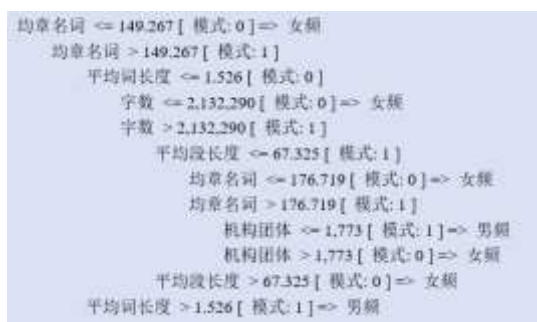 均章名词 <= 149.267 [ 模式: 0 ] => 女频
均章名词 > 149.267 [ 模式: 1 ]
平均词长度 <= 1.526 [ 模式: 0 ]
字数 <= 2,132,290 [ 模式: 0 ] => 女频
字数 > 2,132,290 [ 模式: 1 ]
平均段长度 <= 67.325 [ 模式: 1 ]
均章名词 <= 176.719 [ 模式: 0 ] => 女频
均章名词 > 176.719 [ 模式: 1 ]
机构团体 <= 1,773 [ 模式: 1 ] => 男频
机构团体 > 1,773 [ 模式: 0 ] => 女频
平均段长度 > 67.325 [ 模式: 0 ] => 女频
平均词长度 > 1.526 [ 模式: 1 ] => 男频